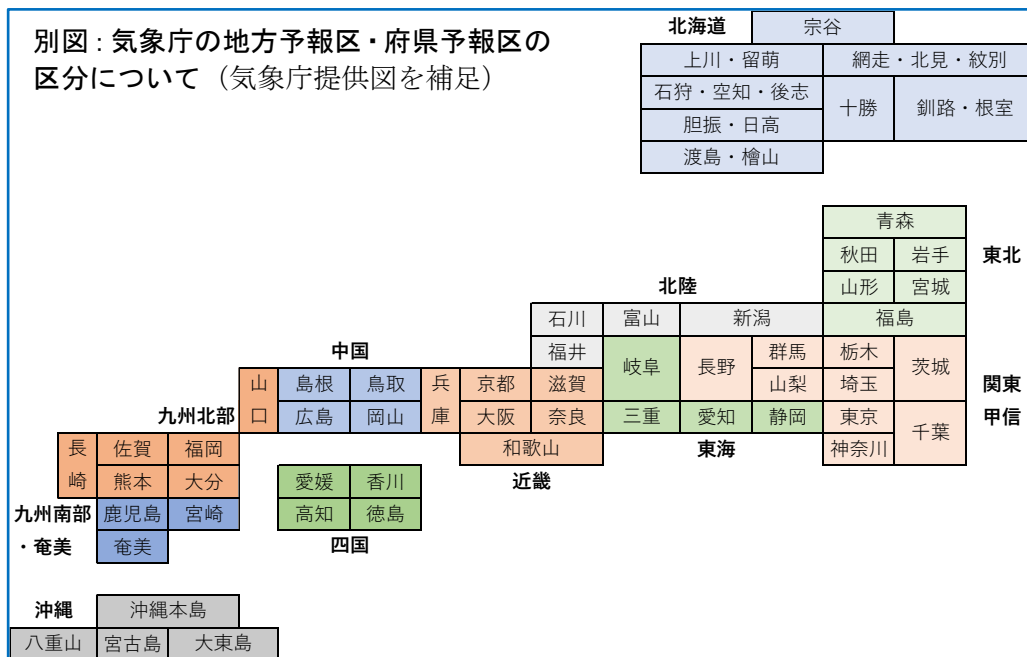 別図：気象庁の地方予報区・府県予報区の
区分について（気象庁提供図を補足）
北海道
宗谷
上川・留萌
網走・北見・紋別
石狩・空知・後志
十勝
釧路・根室
胆振・日高
渡島・檜山
青森
秋田
岩手
東北
山形
宮城
北陸
石川
富山
新潟
福島
中国
福井
岐阜
長野
群馬
栃木
茨城
山口
島根
鳥取
兵庫
京都
滋賀
山梨
埼玉
関東
甲信
九州北部
広島
岡山
大阪
奈良
三重
愛知
静岡
東京
千葉
長崎
佐賀
福岡
和歌山
東海
神奈川
近畿
熊本
大分
愛媛
香川
九州南部
・奄美
鹿児島
宮崎
高知
徳島
奄美
四国
沖縄
沖縄本島
八重山
宮古島
大東島